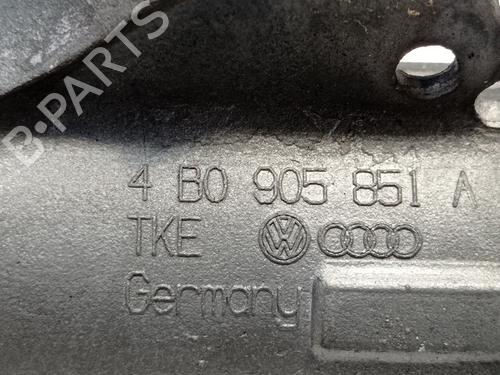 B-PARTS
4 B0 905 851 A
TKE
Germany